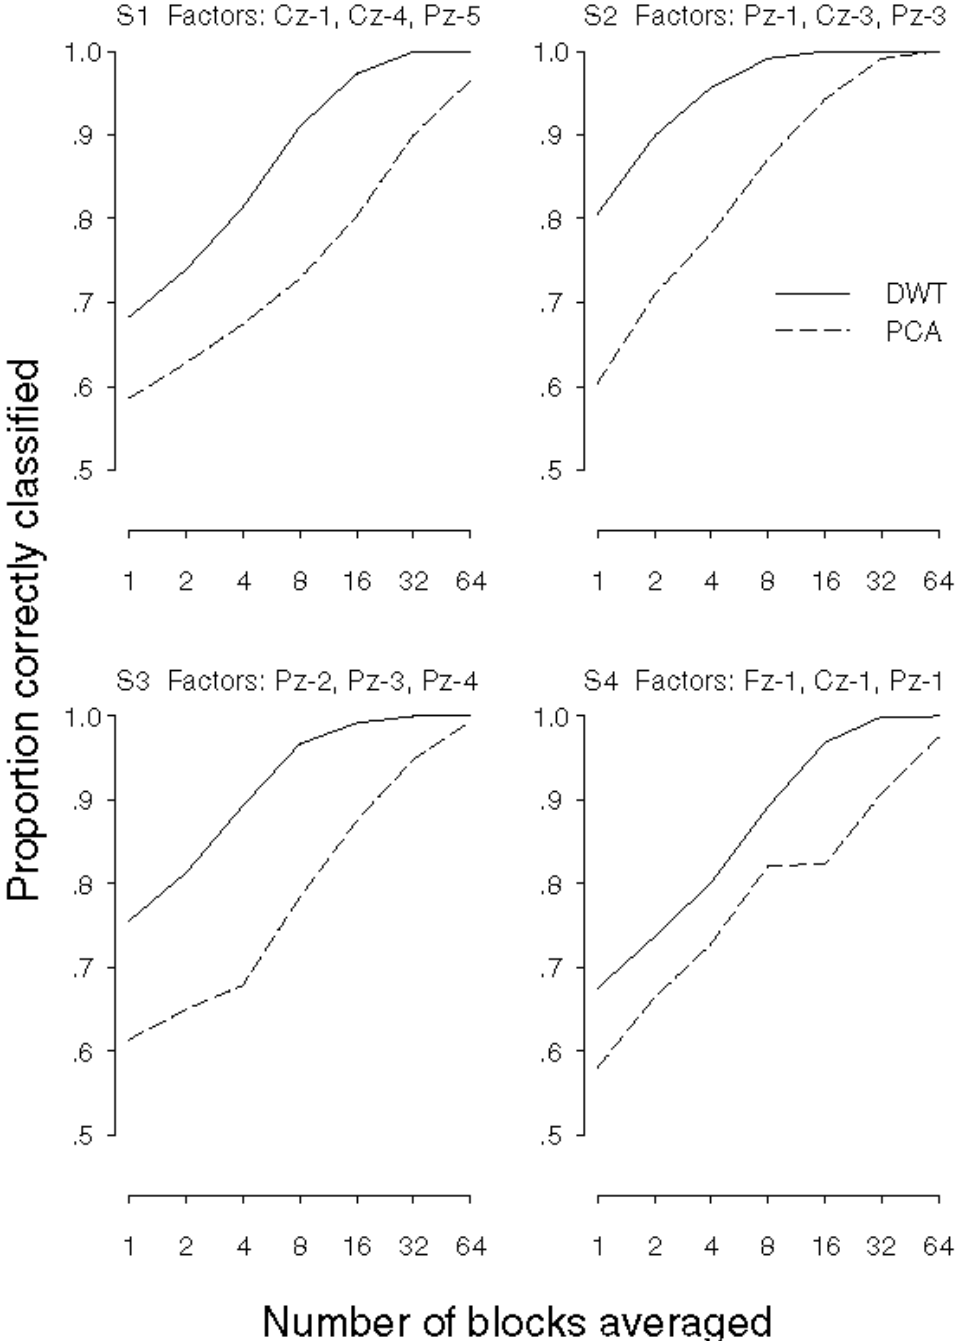 S1 Factors: Cz-1, Cz-4, Pz-5
1.0
.9
.8
.7
.6
.5
1 2 4 8 16 32 64
S2 Factors: Pz-1, Cz-3, Pz-3
1.0
.9
.8
.7
.6
.5
DWT
PCA
1 2 4 8 16 32 64
Proportion correctly classified
S3 Factors: Pz-2, Pz-3, Pz-4
1.0
.9
.8
.7
.6
.5
1 2 4 8 16 32 64
S4 Factors: Fz-1, Cz-1, Pz-1
1.0
.9
.8
.7
.6
.5
1 2 4 8 16 32 64
Number of blocks averaged